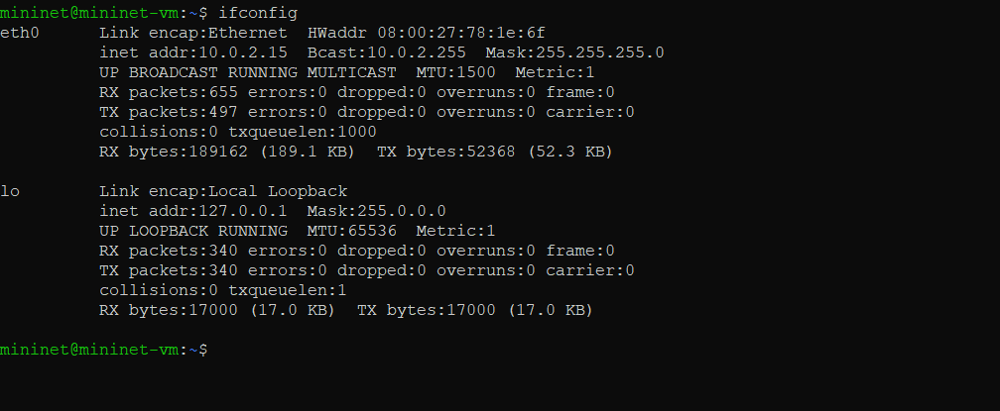 mininet@mininet-vm:~$ ifconfig
eth0      Link encap:Ethernet  HWaddr 08:00:27:78:1e:6f
          inet addr:10.0.2.15  Bcast:10.0.2.255  Mask:255.255.255.0
          UP BROADCAST RUNNING MULTICAST  MTU:1500  Metric:1
          RX packets:655 errors:0 dropped:0 overruns:0 frame:0
          TX packets:497 errors:0 dropped:0 overruns:0 carrier:0
          collisions:0 txqueuelen:1000
          RX bytes:189162 (189.1 KB)  TX bytes:52368 (52.3 KB)

lo        Link encap:Local Loopback
          inet addr:127.0.0.1  Mask:255.0.0.0
          UP LOOPBACK RUNNING  MTU:65536  Metric:1
          RX packets:340 errors:0 dropped:0 overruns:0 frame:0
          TX packets:340 errors:0 dropped:0 overruns:0 carrier:0
          collisions:0 txqueuelen:1
          RX bytes:17000 (17.0 KB)  TX bytes:17000 (17.0 KB)

mininet@mininet-vm:~$